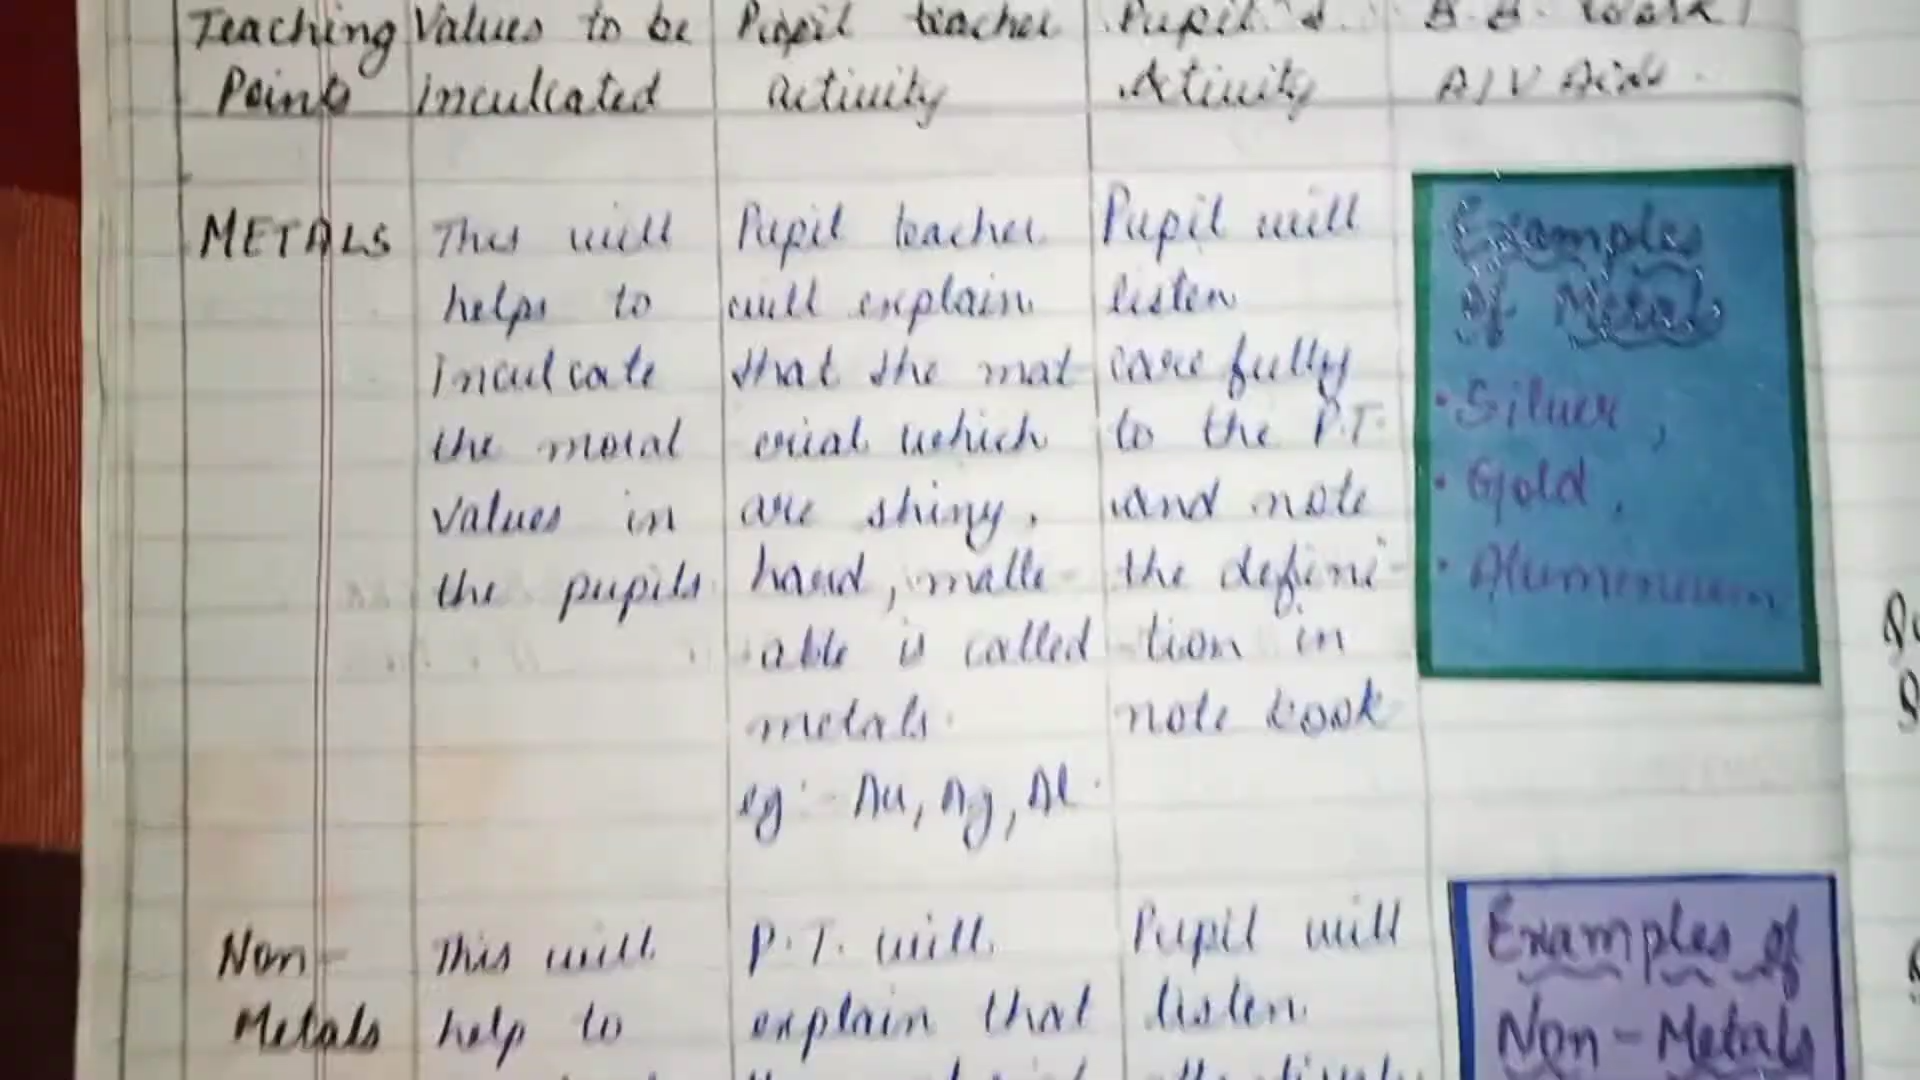 Teaching Points
Values to be inculcated
Pupil teacher activity
Pupil's Activity
B.B. Work /
A/V Aids.
METALS
This will
helps to
inculcate
the moral
values in
the pupils
Pupil teacher
will explain
that the mat
erial which
are shiny,
hard, malle-
able is called
metals.
eg:- Au, Ag, Al.
Pupil will
listen
carefully
to the P.T.
and note
the defini-
tion in
note book
Examples
of Metals
• Silver,
• Gold,
• Alumineum
Non-
Metals
This will
help to
P.T. will
explain that
Pupil will
listen
Examples of
Non-Metals